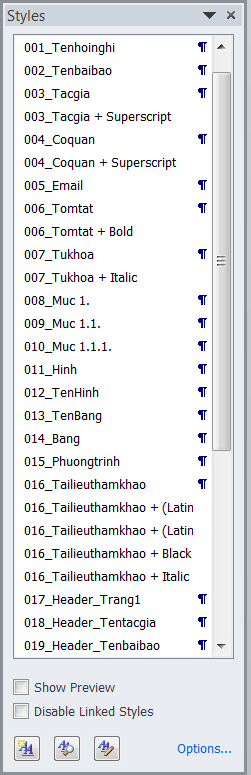 Styles
001_Tenhoinghi ¶
002_Tenbaibao ¶
003_Tacgia ¶
003_Tacgia + Superscript
004_Coquan ¶
004_Coquan + Superscript
005_Email ¶
006_Tomtat ¶
006_Tomtat + Bold
007_Tukhoa ¶
007_Tukhoa + Italic
008_Muc 1. ¶
009_Muc 1.1. ¶
010_Muc 1.1.1. ¶
011_Hinh ¶
012_TenHinh ¶
013_TenBang ¶
014_Bang ¶
015_Phuongtrinh ¶
016_Tailieuthamkhao ¶
016_Tailieuthamkhao + (Latin
016_Tailieuthamkhao + (Latin
016_Tailieuthamkhao + Black
016_Tailieuthamkhao + Italic
017_Header_Trang1 ¶
018_Header_Tentacgia ¶
019_Header_Tenbaibao ¶
Show Preview
Disable Linked Styles
Options...